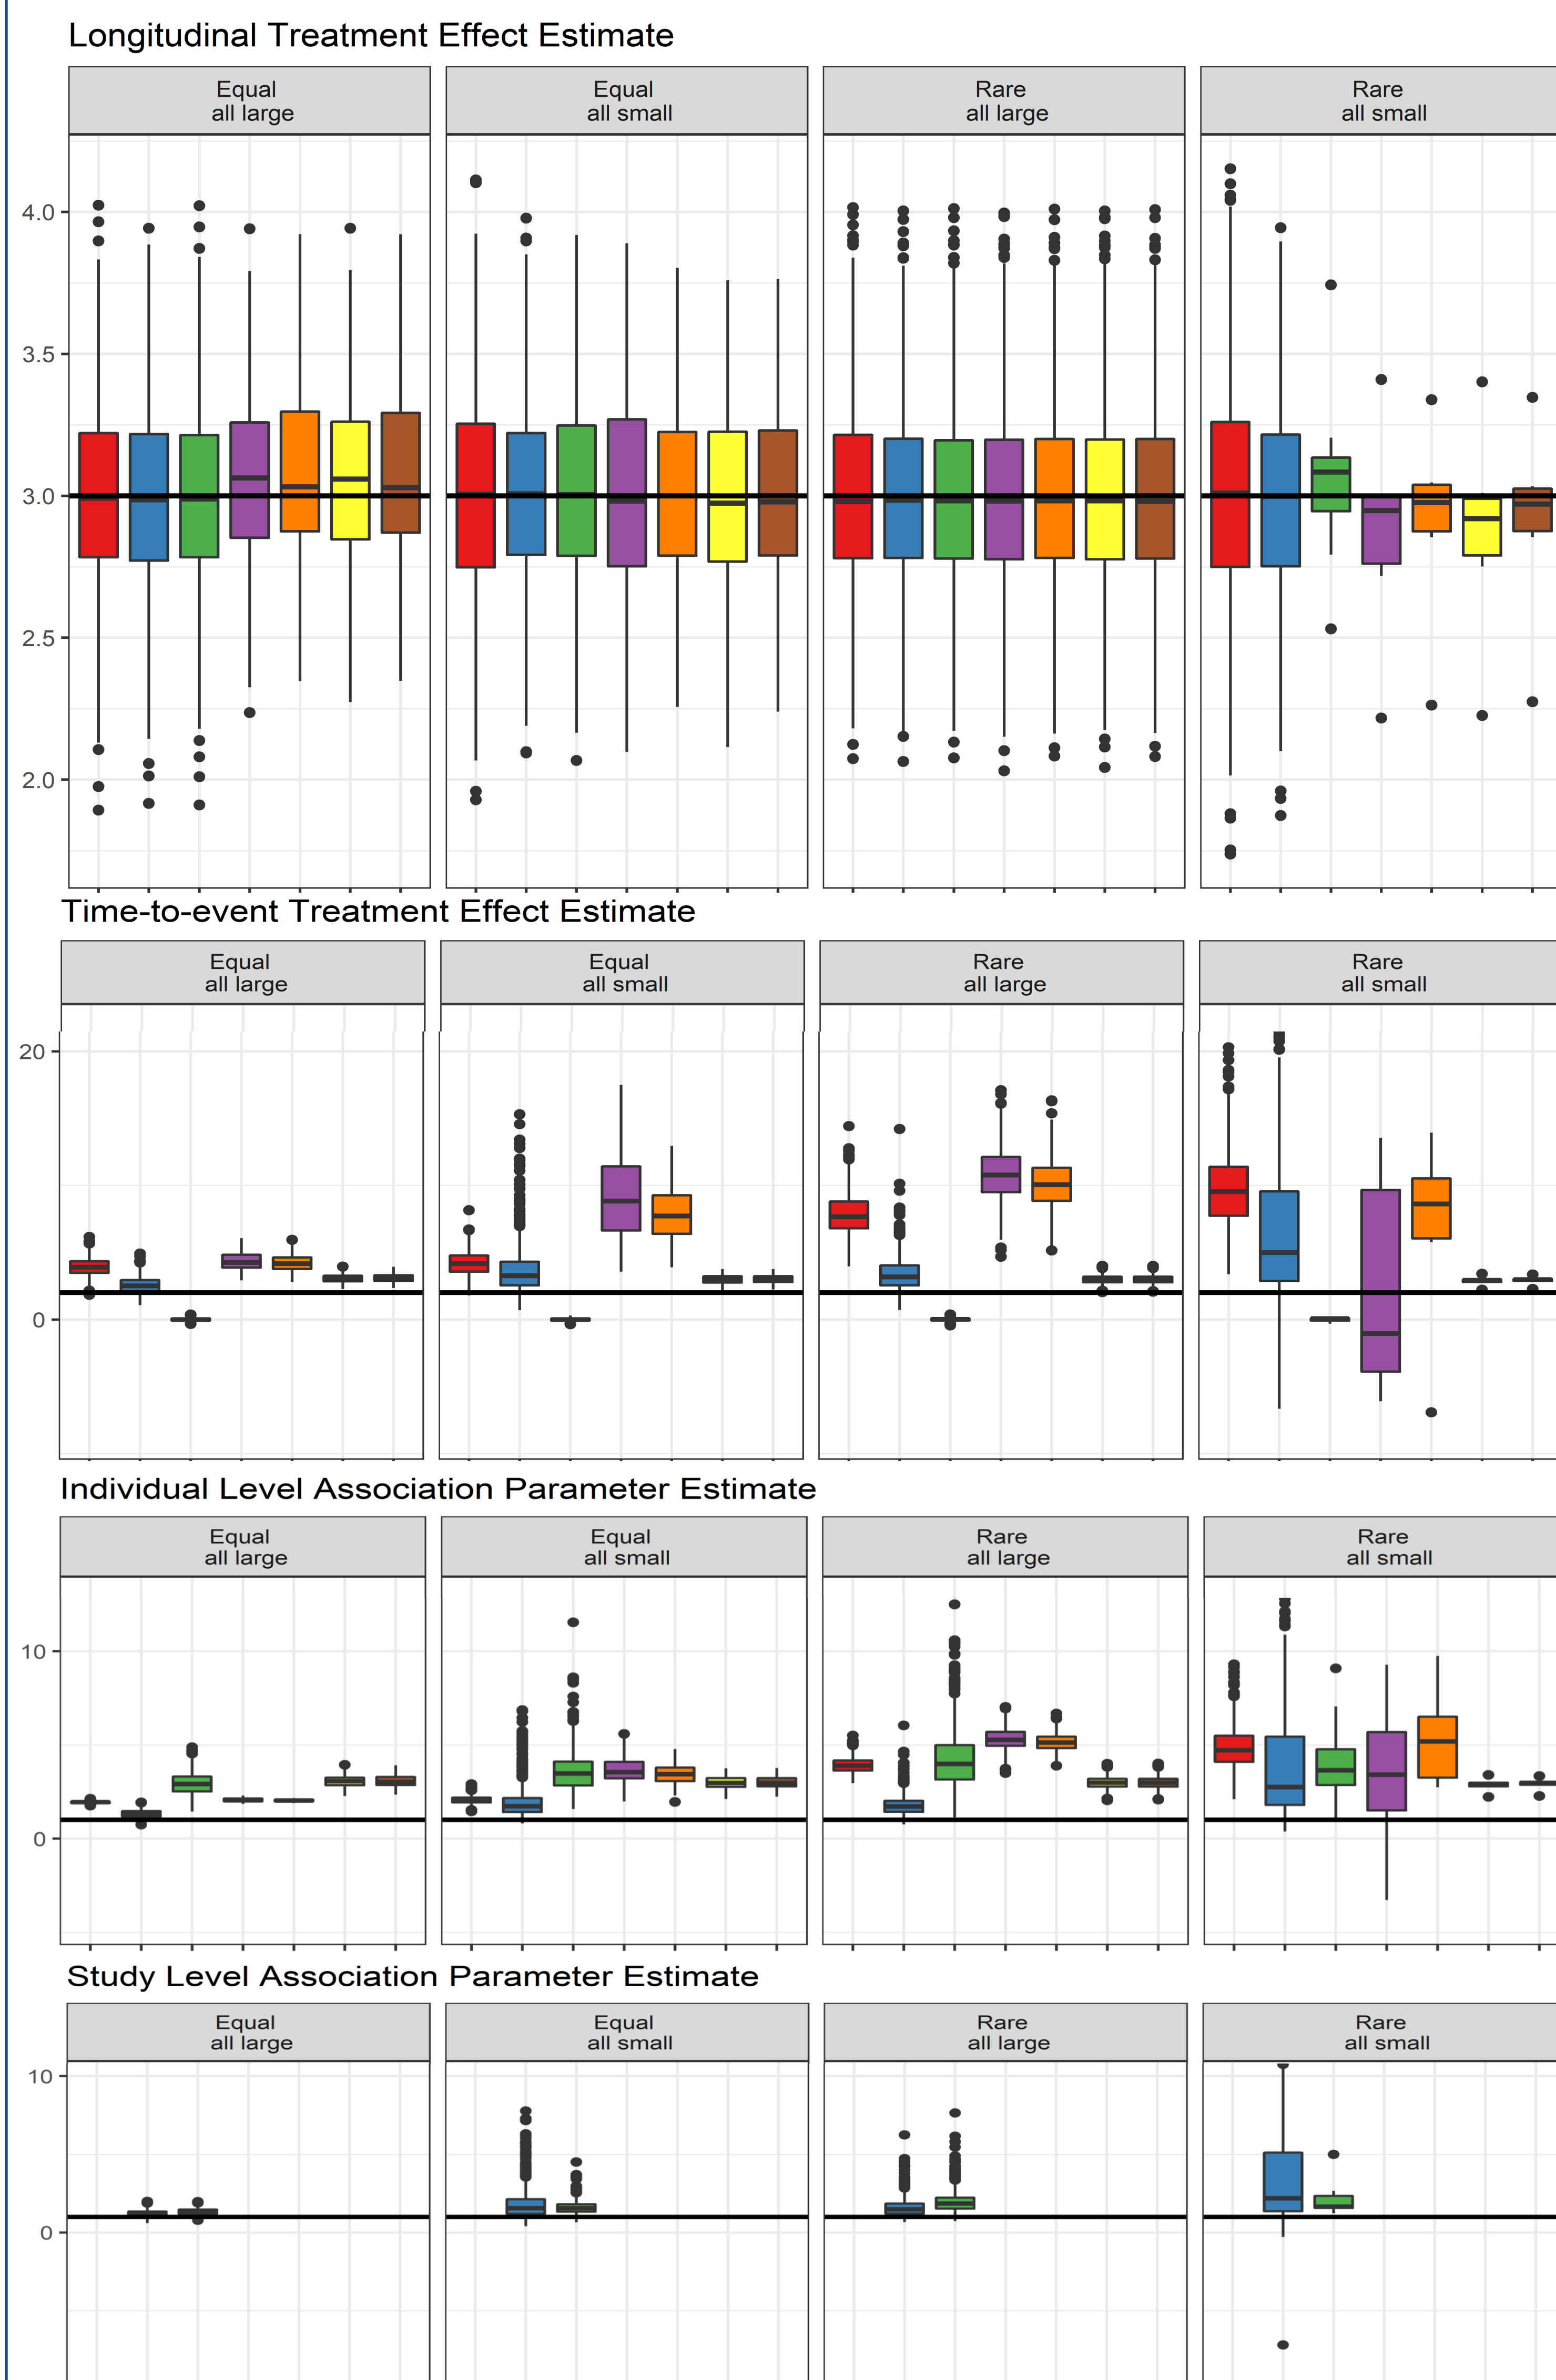 Longitudinal Treatment Effect Estimate
Equal Equal Rare Rare
all large all small all large all small
4.0
3.5
3.0
2.5
2.0
Time-to-event Treatment Effect Estimate
Equal Equal Rare Rare
all large all small all large all small
20
0
Individual Level Association Parameter Estimate
Equal Equal Rare Rare
all large all small all large all small
10
0
Study Level Association Parameter Estimate
Equal Equal Rare Rare
all large all small all large all small
10
0